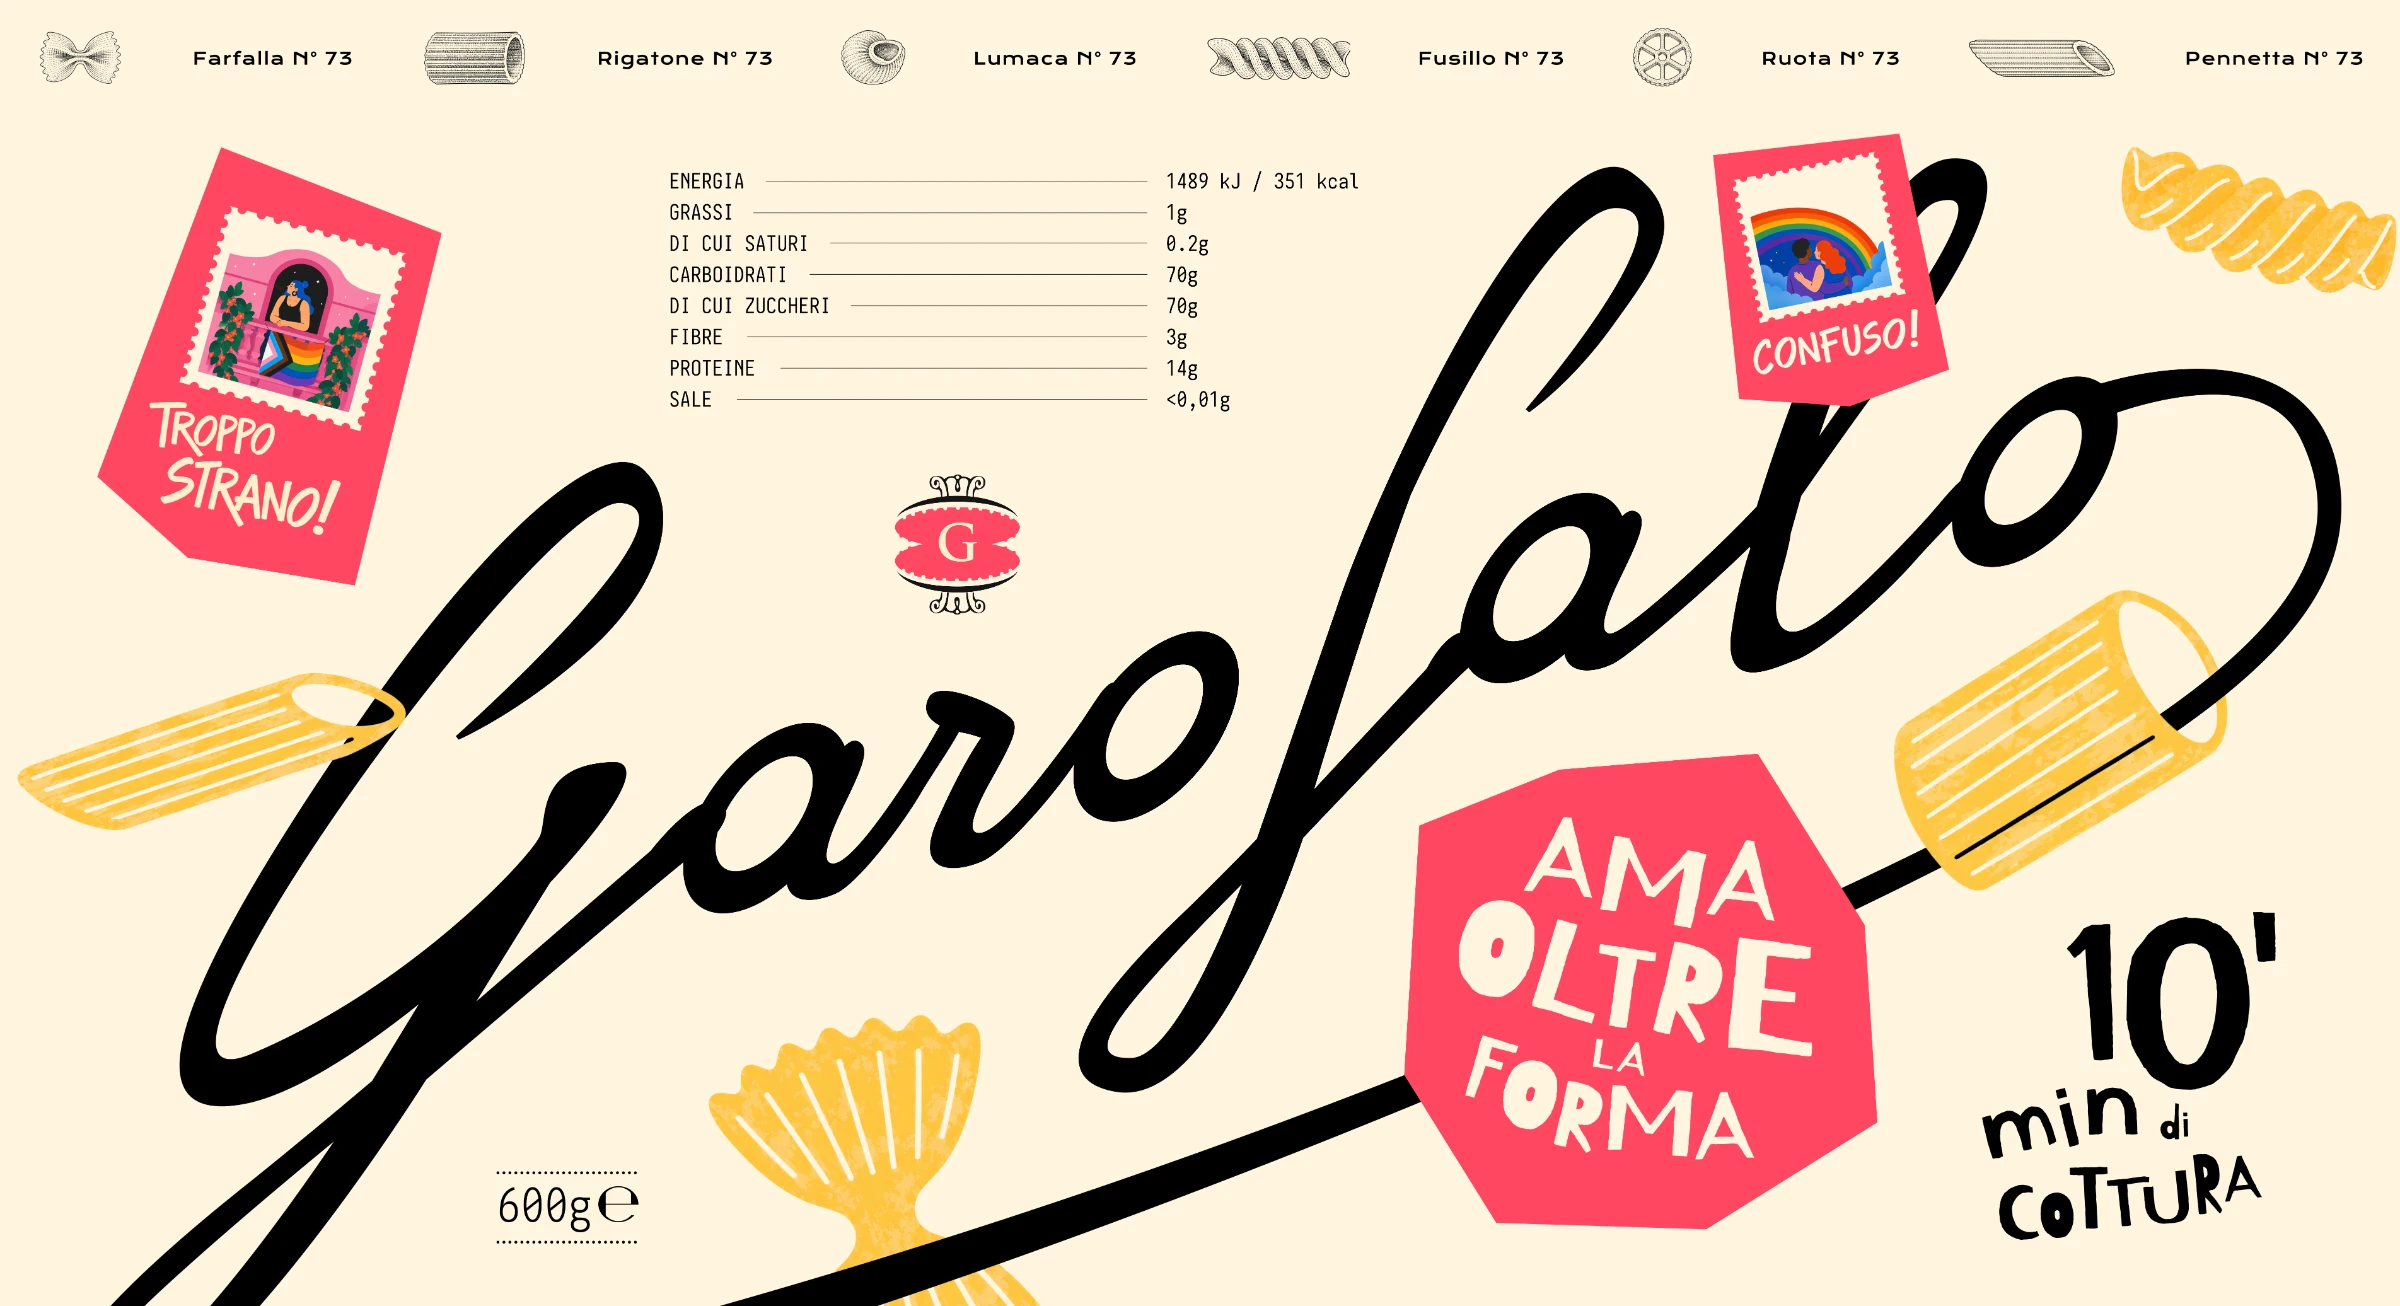 Farfalla N° 73
Rigatone N° 73
Lumaca N° 73
Fusillo N° 73
Ruota N° 73
Pennetta N° 73
TROPPO
STRANO!
ENERGIA 1489 kJ / 351 kcal
GRASSI 1g
DI CUI SATURI 0.2g
CARBOIDRATI 70g
DI CUI ZUCCHERI 70g
FIBRE 3g
PROTEINE 14g
SALE <0,01g
CONFUSO!
G
Garofalo
AMA
OLTRE
LA
FORMA
10'
min di
COTTURA
600g℮